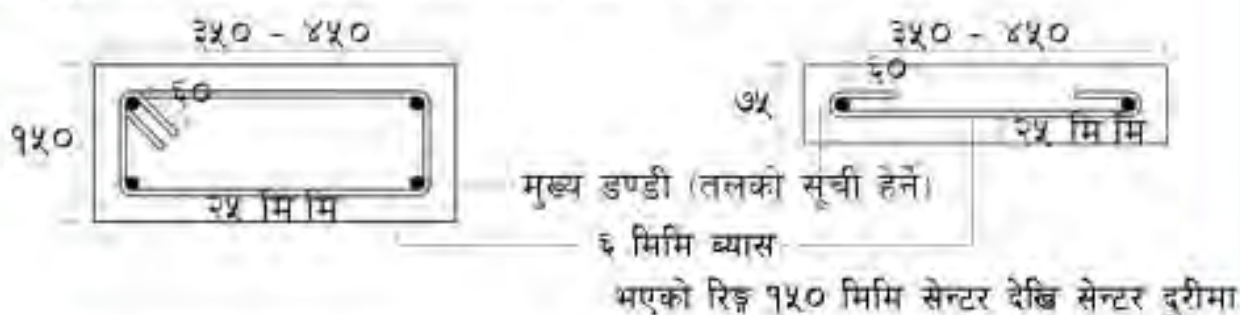 ३५० - ४५०
३५० - ४५०
६०
६०
१५०
७५
२५ मि मि
मुख्य डण्डी (तलको सूची हेर्ने)
२५ मि मि
६ मिमि ब्यास
भएको रिङ्ग १५० मिमि सेन्टर देखि सेन्टर दुरीमा